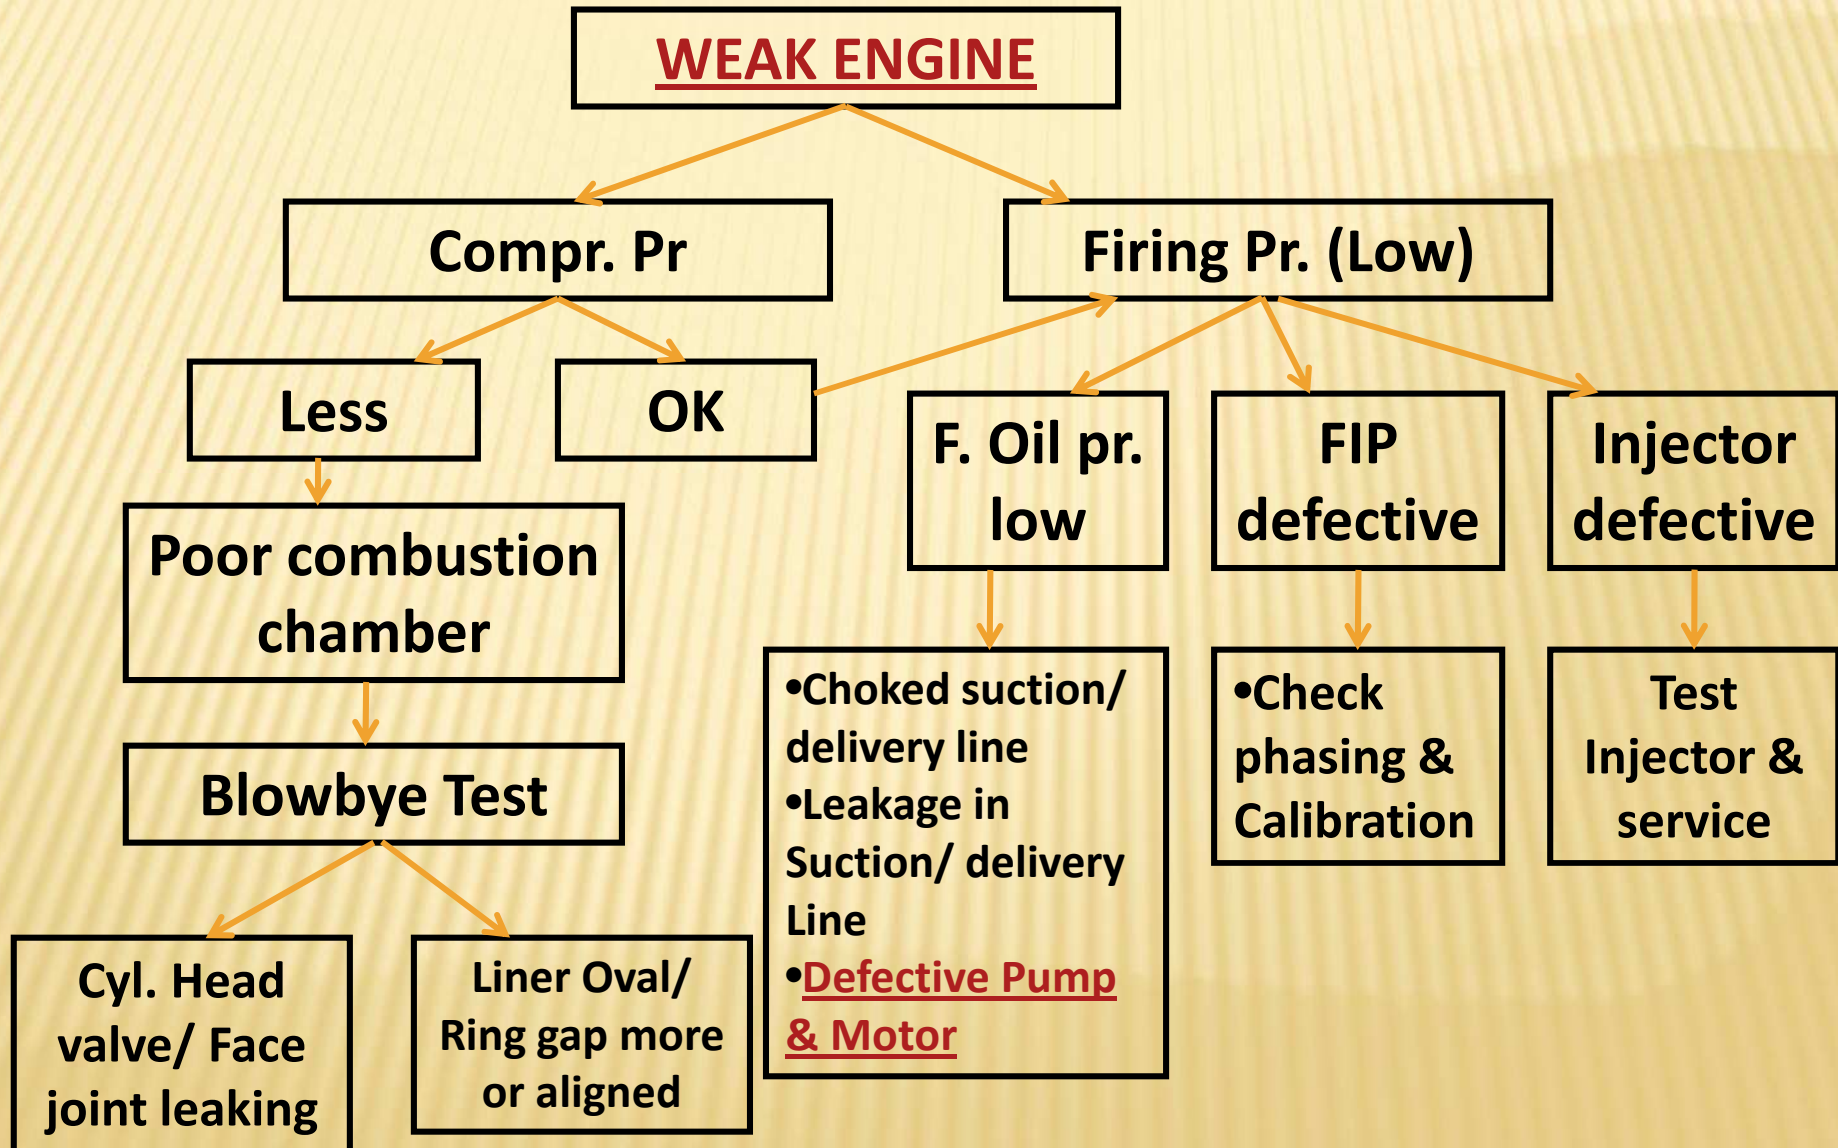 WEAK ENGINE
Compr. Pr
Firing Pr. (Low)
Less
OK
F. Oil pr.
low
FIP
defective
Injector
defective
Poor combustion
chamber
Blowbye Test
•Choked suction/
delivery line
•Leakage in
Suction/ delivery
Line
•Defective Pump
& Motor
•Check
phasing &
Calibration
Test
Injector &
service
Cyl. Head
valve/ Face
joint leaking
Liner Oval/
Ring gap more
or aligned